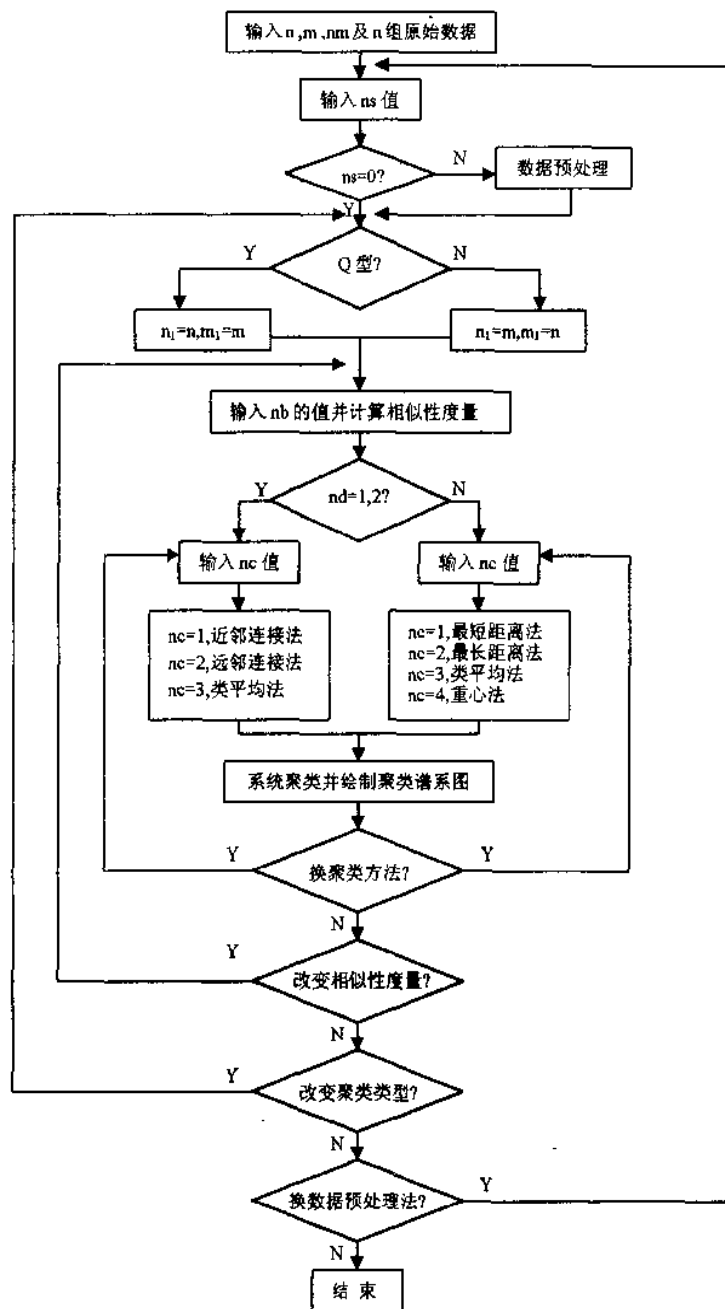 输入n,m,nm及n组原始数据
输入ns值
ns=0?
N
数据预处理
Y
Y
Q型?
N
n₁=n,m₁=m
n₁=m,m₁=n
输入nb的值并计算相似性度量
Y
nd=1,2?
N
输入nc值
输入nc值
nc=1,近邻连接法
nc=2,远邻连接法
nc=3,类平均法
nc=1,最短距离法
nc=2,最长距离法
nc=3,类平均法
nc=4,重心法
系统聚类并绘制聚类谱系图
Y
换聚类方法?
Y
N
Y
改变相似性度量?
N
Y
改变聚类类型?
N
换数据预处理法?
Y
N
结 束